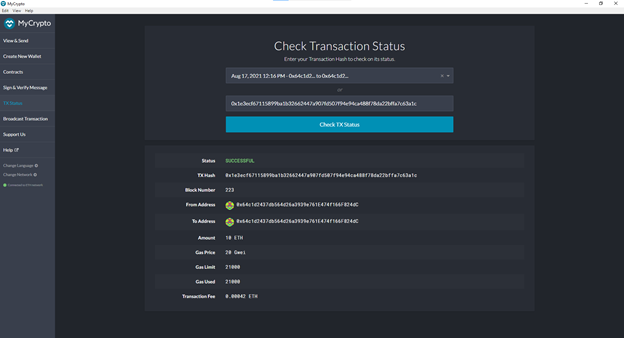 MyCrypto
Edit View Help
MyCrypto
View & Send
Create New Wallet
Contracts
Sign & Verify Message
TX Status
Broadcast Transaction
Support Us
Help
Change Language
Change Network
Check Transaction Status
Enter your Transaction Hash to check on its status.
Aug 17, 2021 12:16 PM - 0x64c1d2... to 0x64c1d2...
or
0x1e3ecf67115899ba1b32662447a907fd507f94e94ca488f78da22bffa7c63a1c
Check TX Status
Status SUCCESSFUL
TX Hash 0x1e3ecf67115899ba1b32662447a907fd507f94e94ca488f78da22bffa7c63a1c
Block Number 223
From Address 0x64c1d2437db564d26a3939e761E474f166F824dC
To Address 0x64c1d2437db564d26a3939e761E474f166F824dC
Amount 10 ETH
Gas Price 20 Gwei
Gas Limit 21000
Gas Used 21000
Transaction Fee 0.00042 ETH